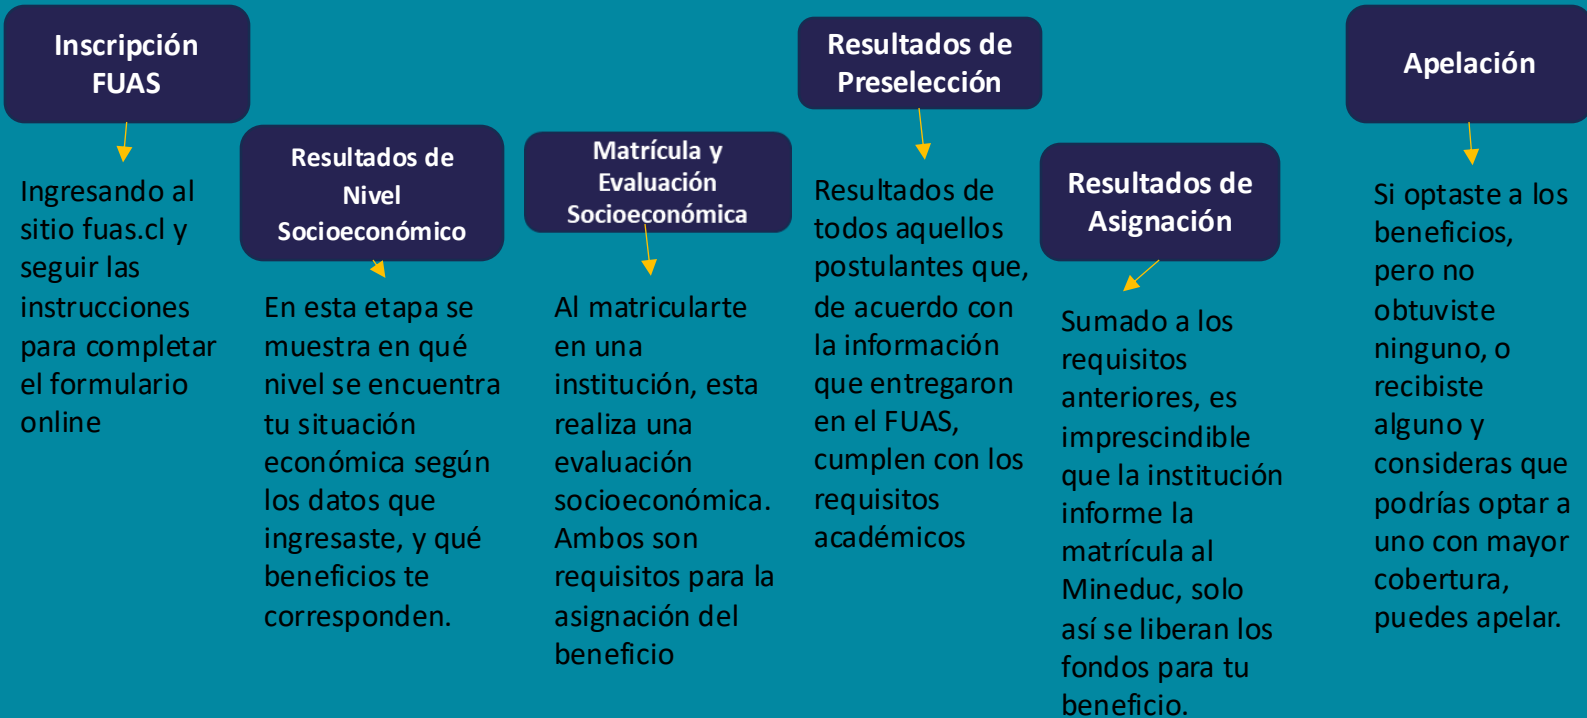 Inscripción
FUAS
Ingresando al
sitio fuas.cl y
seguir las
instrucciones
para completar
el formulario
online
Resultados de
Nivel
Socioeconómico
En esta etapa se
muestra en qué
nivel se encuentra
tu situación
económica según
los datos que
ingresaste, y qué
beneficios te
corresponden.
Matrícula y
Evaluación
Socioeconómica
Al matricularte
en una
institución, esta
realiza una
evaluación
socioeconómica.
Ambos son
requisitos para la
asignación del
beneficio
Resultados de
Preselección
Resultados de
todos aquellos
postulantes que,
de acuerdo con
la información
que entregaron
en el FUAS,
cumplen con los
requisitos
académicos
Resultados de
Asignación
Sumado a los
requisitos
anteriores, es
imprescindible
que la institución
informe la
matrícula al
Mineduc, solo
así se liberan los
fondos para tu
beneficio.
Apelación
Si optaste a los
beneficios,
pero no
obtuviste
ninguno, o
recibiste
alguno y
consideras que
podrías optar a
uno con mayor
cobertura,
puedes apelar.